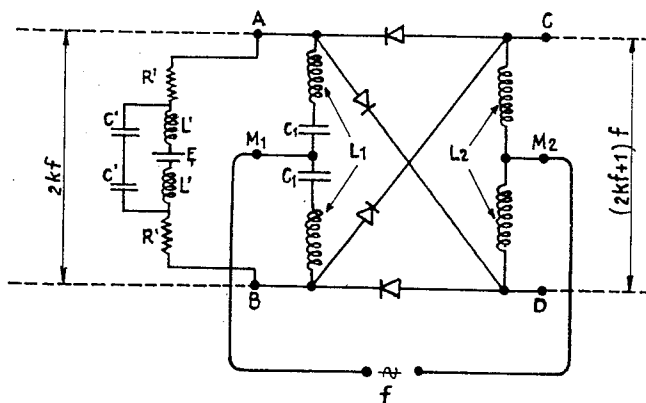 A
C
R'
C'
L'
E
C'
L'
R'
2kf
M₁
C₁
C₁
L₁
L₂
M₂
(2kf+1)f
B
D
f